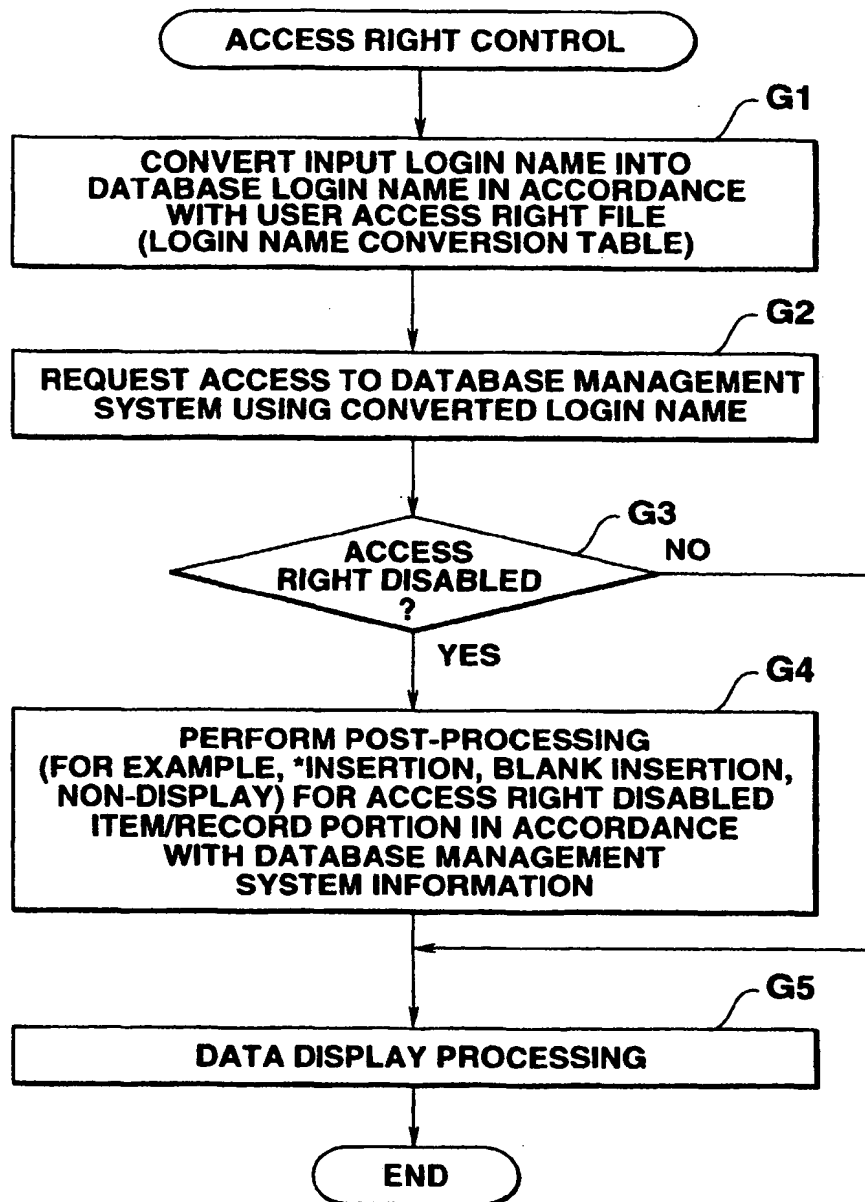 ACCESS RIGHT CONTROL
G1
CONVERT INPUT LOGIN NAME INTO
DATABASE LOGIN NAME IN ACCORDANCE
WITH USER ACCESS RIGHT FILE
(LOGIN NAME CONVERSION TABLE)
G2
REQUEST ACCESS TO DATABASE MANAGEMENT
SYSTEM USING CONVERTED LOGIN NAME
G3
ACCESS
RIGHT DISABLED
?
NO
YES
G4
PERFORM POST-PROCESSING
(FOR EXAMPLE, *INSERTION, BLANK INSERTION,
NON-DISPLAY) FOR ACCESS RIGHT DISABLED
ITEM/RECORD PORTION IN ACCORDANCE
WITH DATABASE MANAGEMENT
SYSTEM INFORMATION
G5
DATA DISPLAY PROCESSING
END